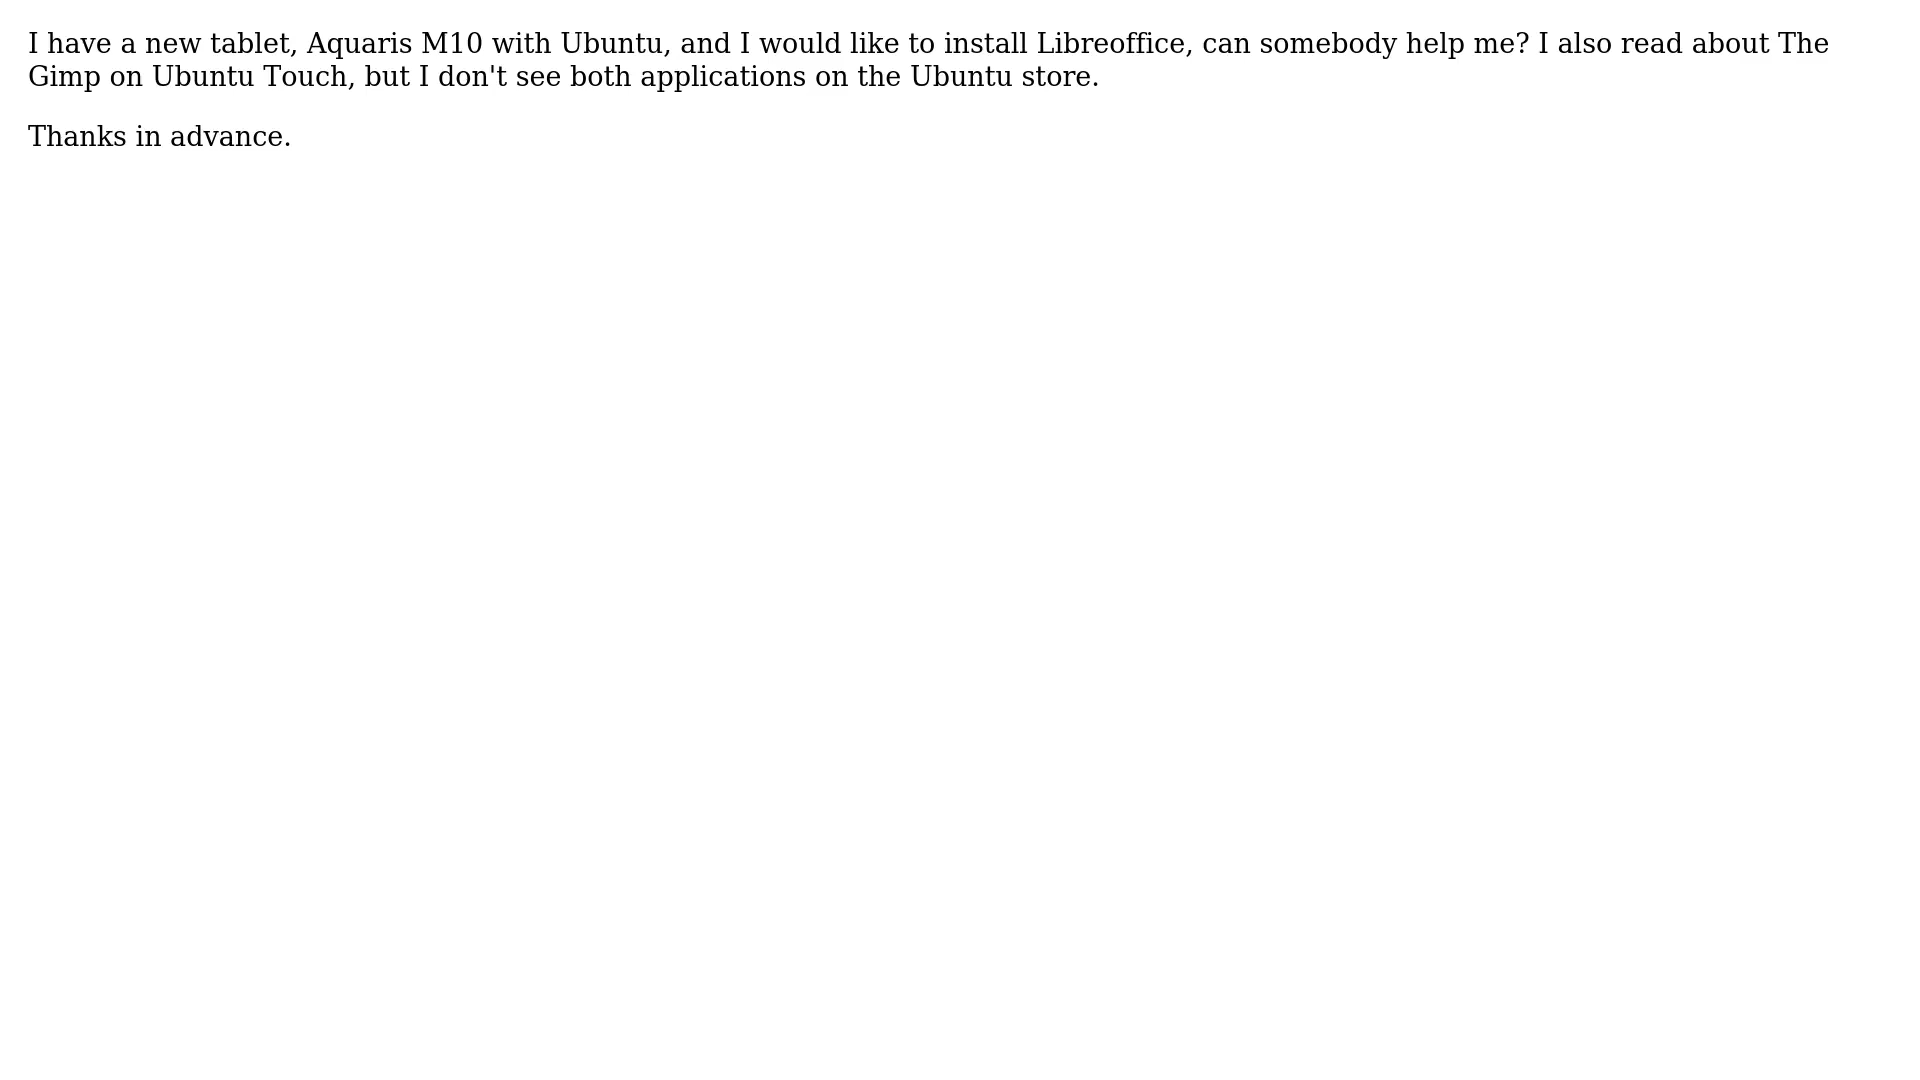 I have a new tablet, Aquaris M10 with Ubuntu, and I would like to install Libreoffice, can somebody help me? I also read about The
Gimp on Ubuntu Touch, but I don't see both applications on the Ubuntu store.
Thanks in advance.